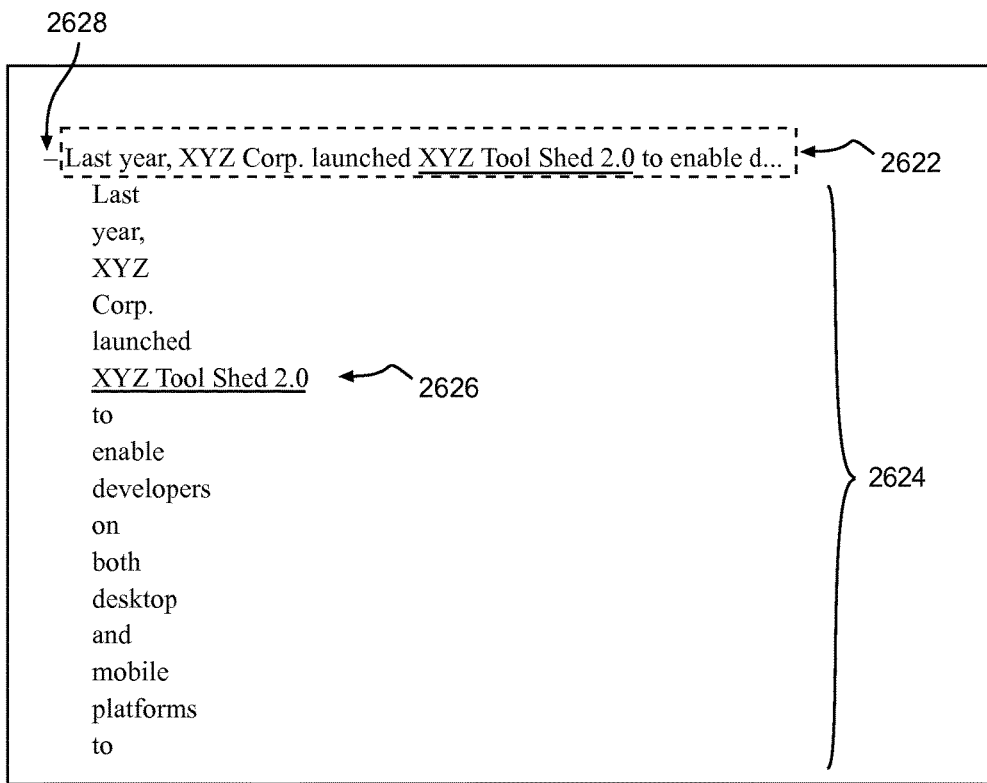 2628
–Last year, XYZ Corp. launched XYZ Tool Shed 2.0 to enable d...
2622
Last
year,
XYZ
Corp.
launched
XYZ Tool Shed 2.0
2626
to
enable
developers
2624
on
both
desktop
and
mobile
platforms
to